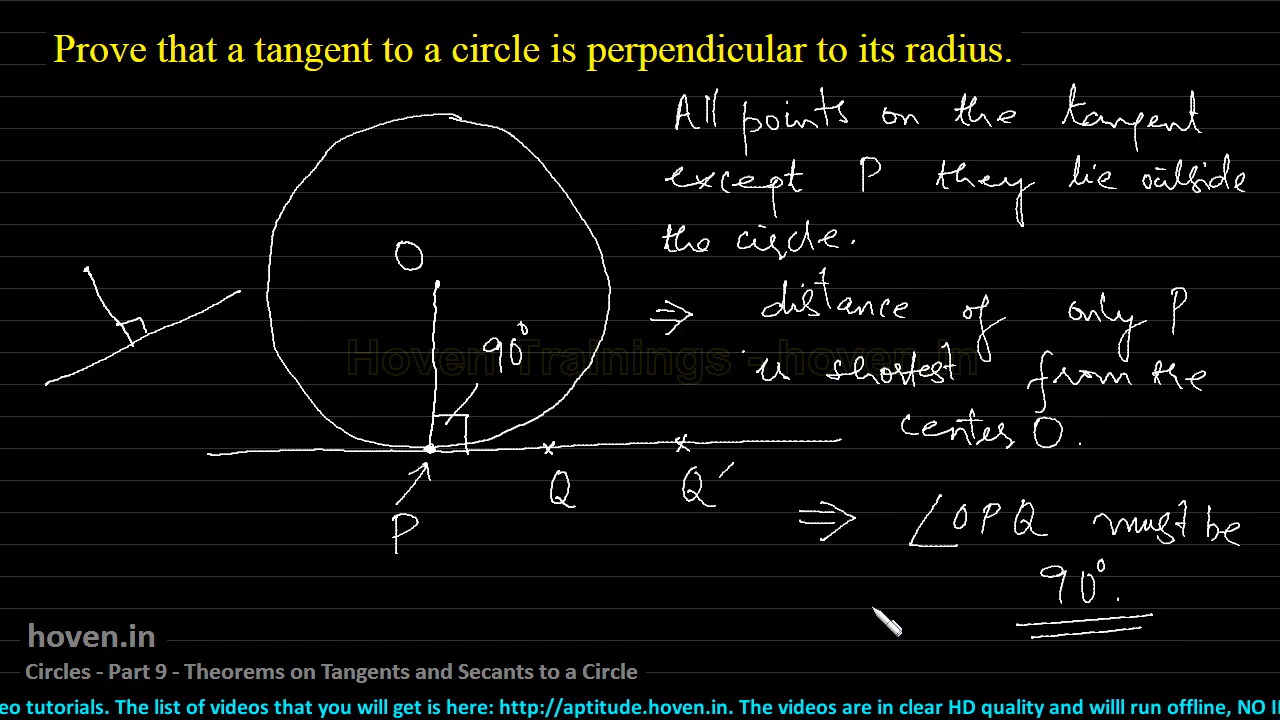 Prove that a tangent to a circle is perpendicular to its radius.
All points on the tangent
except P they lie outside
the circle.
⇒ distance of only P
is shortest from the
center O.
⇒ ∠OPQ must be
90°.
O
90°
P
Q
Q′
Hoven Trainings - hoven.in
hoven.in
Circles - Part 9 - Theorems on Tangents and Secants to a Circle
eo tutorials. The list of videos that you will get is here: http://aptitude.hoven.in. The videos are in clear HD quality and willl run offline, NO I